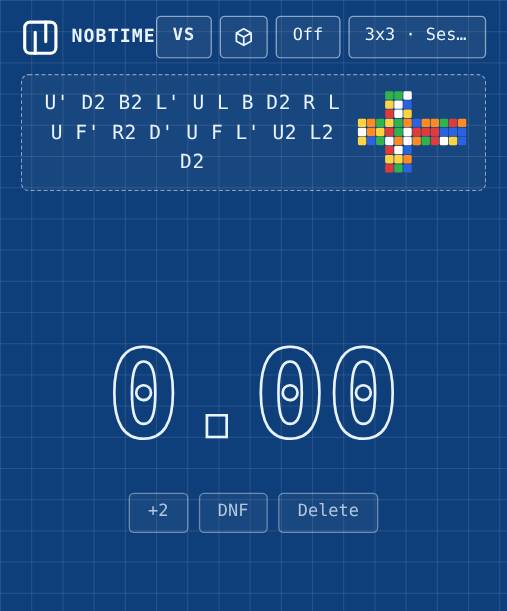 NOBTIME VS Off 3x3 · Ses…
U' D2 B2 L' U L B D2 R L
U F' R2 D' U F L' U2 L2
D2
0.00
+2 DNF Delete